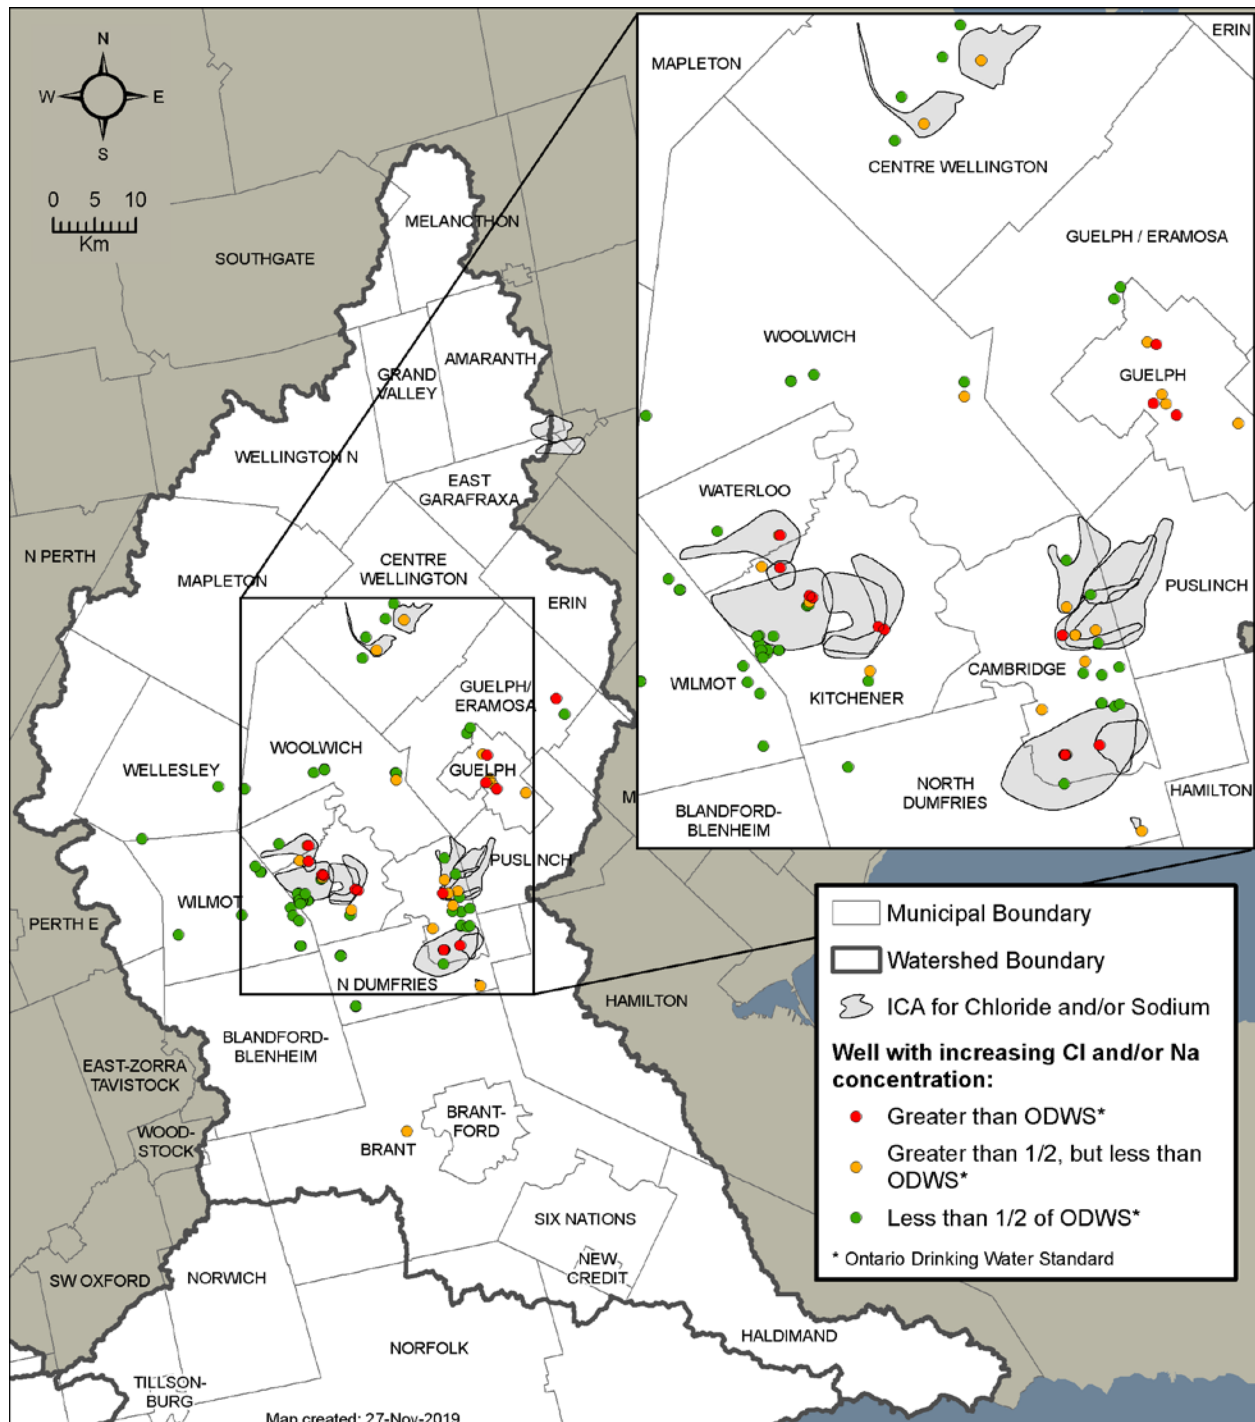 N
W
E
S
0 5 10
Km
SOUTHGATE
MELANCTHON
AMARANTH
GRAND
VALLEY
WELLINGTON N
EAST
GARAFRAXA
N PERTH
MAPLETON
CENTRE
WELLINGTON
ERIN
GUELPH/
ERAMOSA
WOOLWICH
WELLESLEY
GUELPH
M
PUSLINCH
WILMOT
PERTH E
N DUMFRIES
HAMILTON
BLANDFORD-
BLENHEIM
EAST-ZORRA
TAVISTOCK
WOOD-
STOCK
BRANT-
FORD
BRANT
SIX NATIONS
NEW
CREDIT
SW OXFORD
NORWICH
NORFOLK
HALDIMAND
TILLSON-
BURG
Map created: 27-Nov-2019
ERIN
MAPLETON
CENTRE WELLINGTON
GUELPH / ERAMOSA
WOOLWICH
GUELPH
WATERLOO
PUSLINCH
CAMBRIDGE
WILMOT
KITCHENER
NORTH
DUMFRIES
HAMILTON
BLANDFORD-
BLENHEIM
Municipal Boundary
Watershed Boundary
ICA for Chloride and/or Sodium
Well with increasing Cl and/or Na
concentration:
Greater than ODWS*
Greater than 1/2, but less than
ODWS*
Less than 1/2 of ODWS*
* Ontario Drinking Water Standard